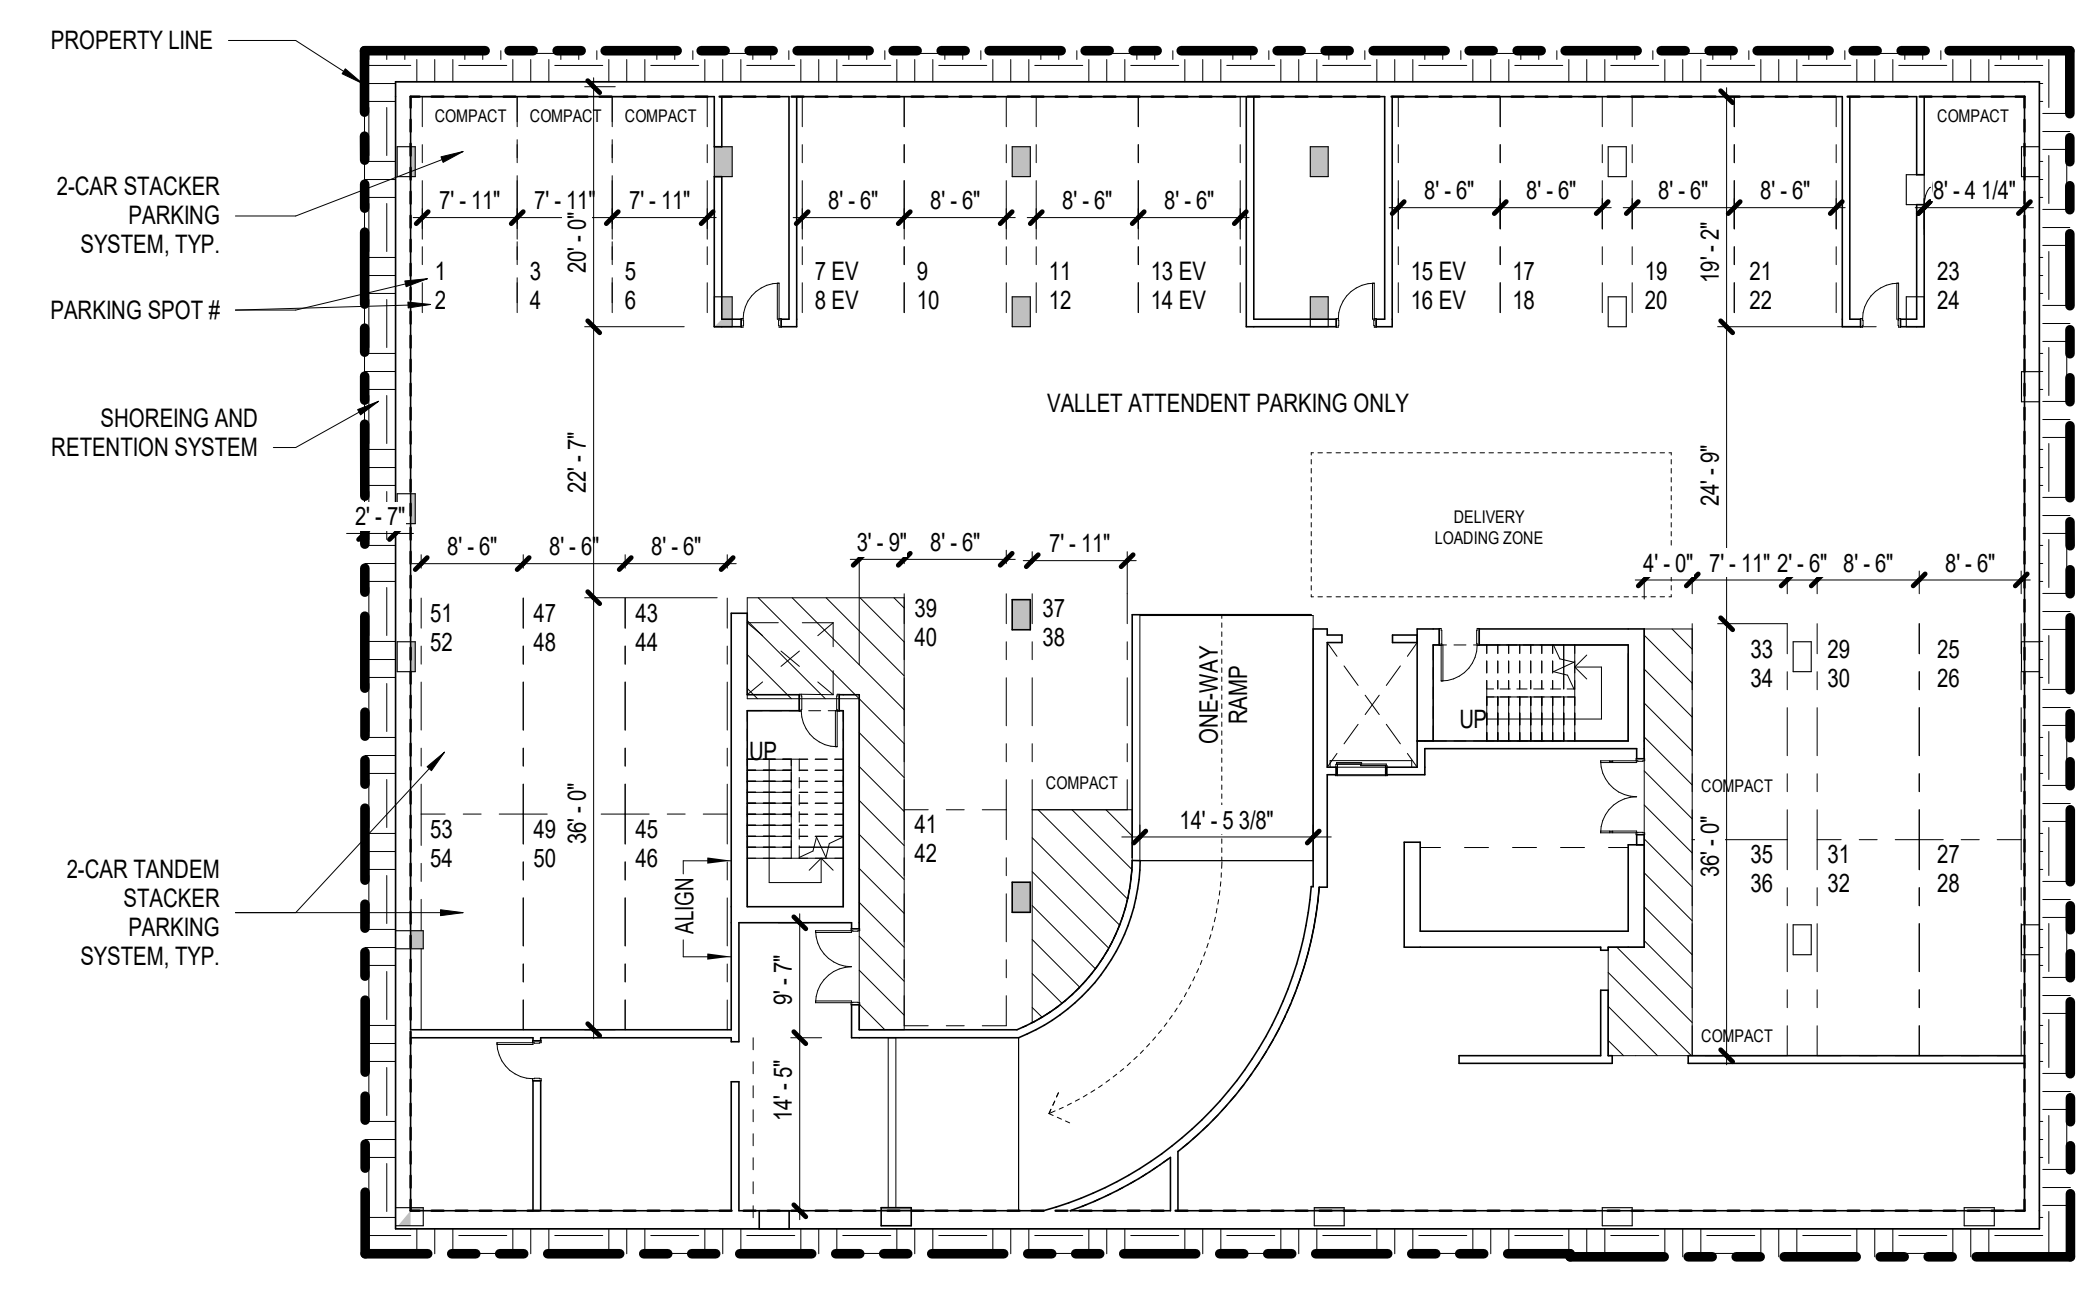 PROPERTY LINE
COMPACT
COMPACT
COMPACT
COMPACT
2-CAR STACKER
PARKING
SYSTEM, TYP.
7' - 11"
7' - 11"
7' - 11"
8' - 6"
8' - 6"
8' - 6"
8' - 6"
8' - 6"
8' - 6"
8' - 6"
8' - 6"
8' - 4 1/4"
20' - 0"
19' - 2"
PARKING SPOT #
1
2
3
4
5
6
7 EV
8 EV
9
10
11
12
13 EV
14 EV
15 EV
16 EV
17
18
19
20
21
22
23
24
SHOREING AND
RETENTION SYSTEM
VALLET ATTENDENT PARKING ONLY
22' - 7"
24' - 9"
DELIVERY
LOADING ZONE
2' - 7"
8' - 6"
8' - 6"
8' - 6"
3' - 9"
8' - 6"
7' - 11"
4' - 0"
7' - 11"
2' - 6"
8' - 6"
8' - 6"
51
52
47
48
43
44
39
40
37
38
33
34
29
30
25
26
ONE-WAY
RAMP
UP
UP
COMPACT
COMPACT
36' - 0"
14' - 5 3/8"
36' - 0"
53
54
49
50
45
46
41
42
35
36
31
32
27
28
2-CAR TANDEM
STACKER
PARKING
SYSTEM, TYP.
ALIGN
9' - 7"
COMPACT
14' - 5"